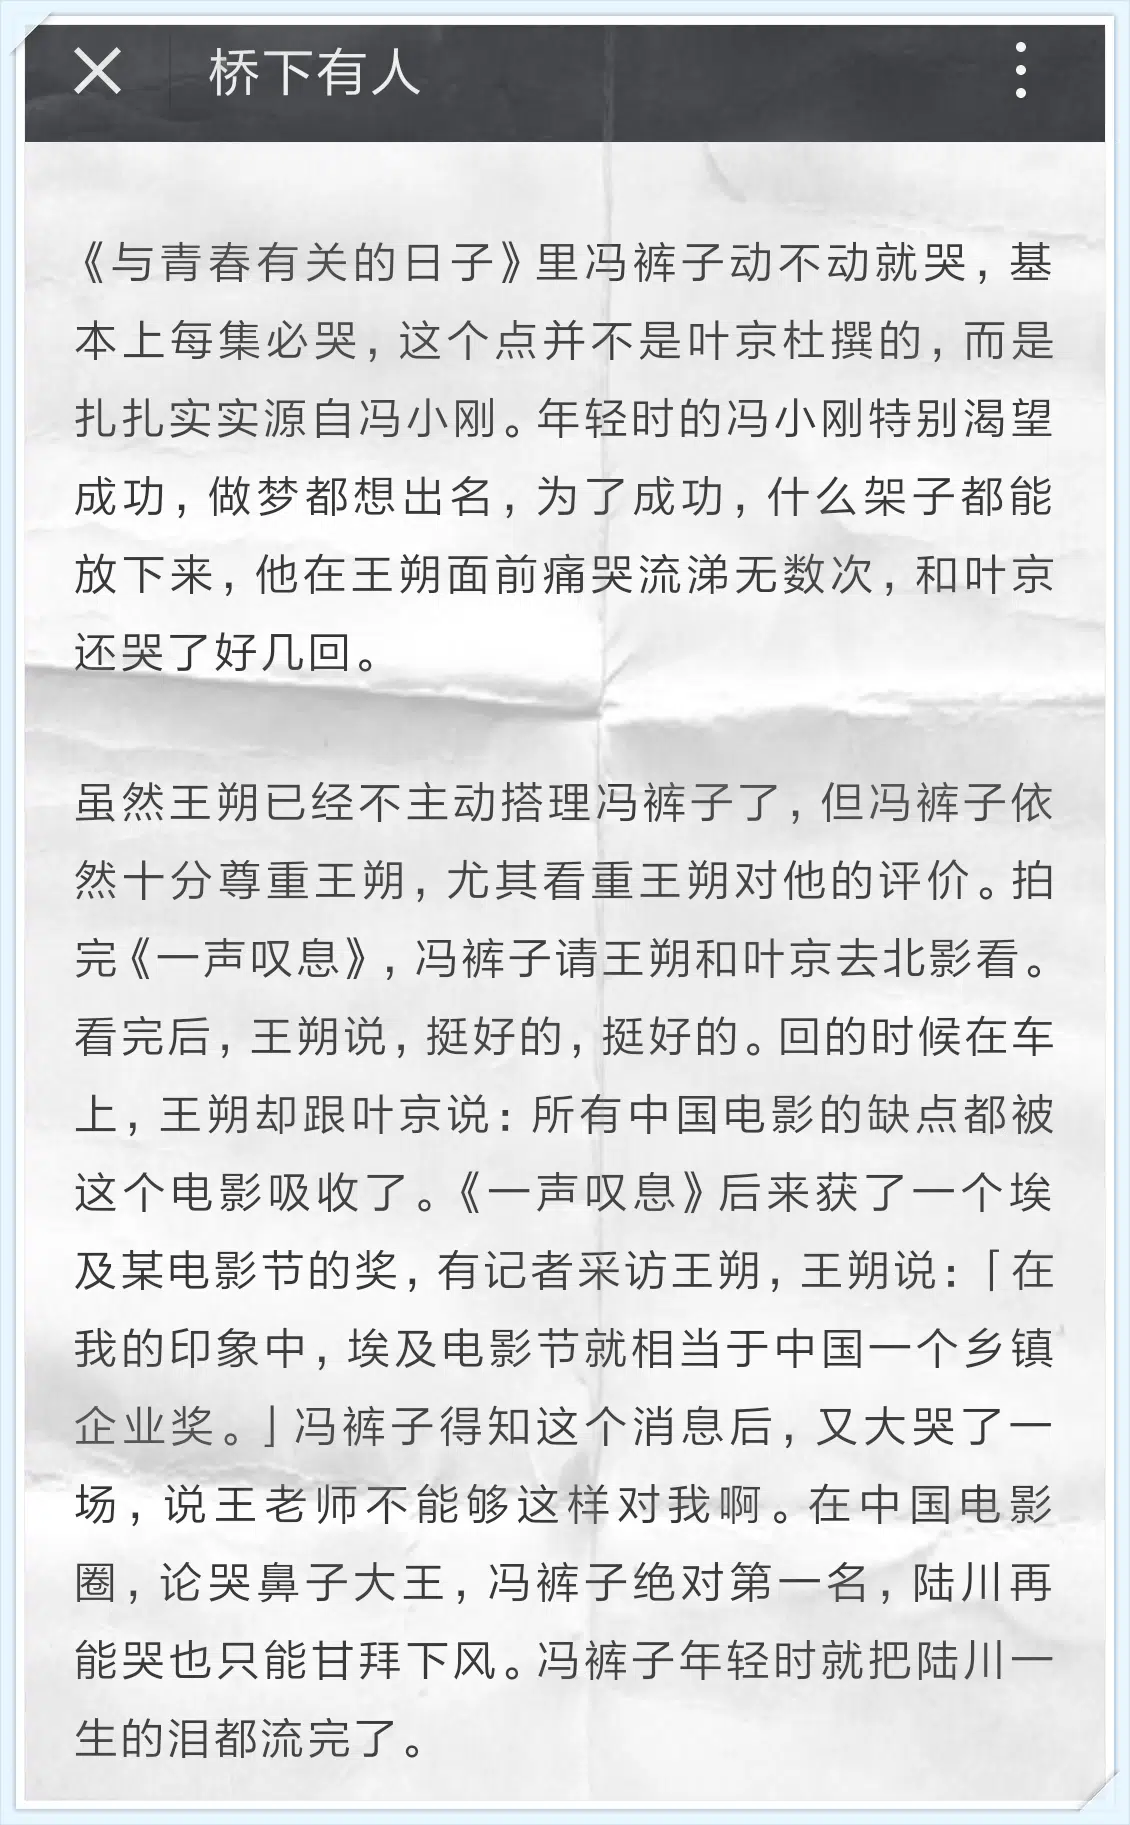 桥下有人
《与青春有关的日子》里冯裤子动不动就哭，基
本上每集必哭，这个点并不是叶京杜撰的，而是
扎扎实实源自冯小刚。年轻时的冯小刚特别渴望
成功，做梦都想出名，为了成功，什么架子都能
放下来，他在王朔面前痛哭流涕无数次，和叶京
还哭了好几回。
虽然王朔已经不主动搭理冯裤子了，但冯裤子依
然十分尊重王朔，尤其看重王朔对他的评价。拍
完《一声叹息》，冯裤子请王朔和叶京去北影看。
看完后，王朔说，挺好的，挺好的。回的时候在车
上，王朔却跟叶京说：所有中国电影的缺点都被
这个电影吸收了。《一声叹息》后来获了一个埃
及某电影节的奖，有记者采访王朔，王朔说：「在
我的印象中，埃及电影节就相当于中国一个乡镇
企业奖。」冯裤子得知这个消息后，又大哭了一
场，说王老师不能够这样对我啊。在中国电影
圈，论哭鼻子大王，冯裤子绝对第一名，陆川再
能哭也只能甘拜下风。冯裤子年轻时就把陆川一
生的泪都流完了。